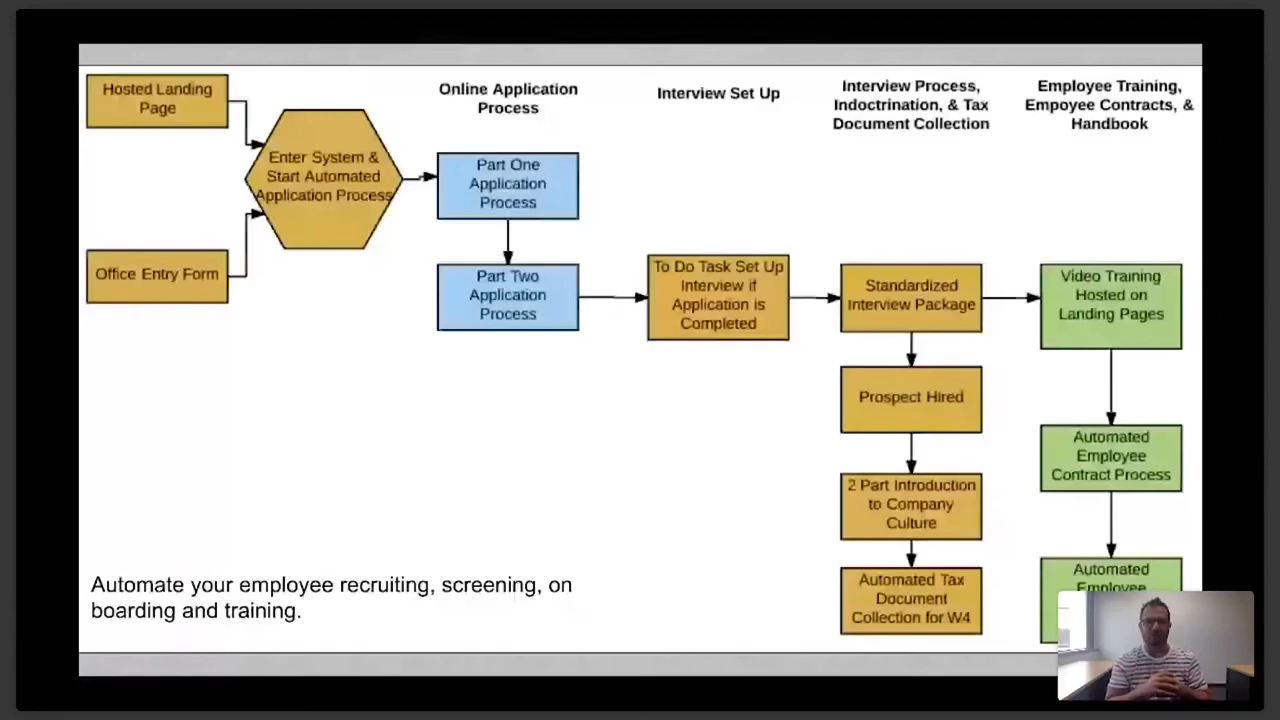 Hosted Landing
Page
Office Entry Form
Enter System &
Start Automated
Application Process
Online Application
Process
Part One
Application
Process
Part Two
Application
Process
Interview Set Up
To Do Task Set Up
Interview if
Application is
Completed
Interview Process,
Indoctrination, & Tax
Document Collection
Standardized
Interview Package
Prospect Hired
2 Part Introduction
to Company
Culture
Automated Tax
Document
Collection for W4
Employee Training,
Empoyee Contracts, &
Handbook
Video Training
Hosted on
Landing Pages
Automated
Employee
Contract Process
Automated
Employee
Automate your employee recruiting, screening, on
boarding and training.